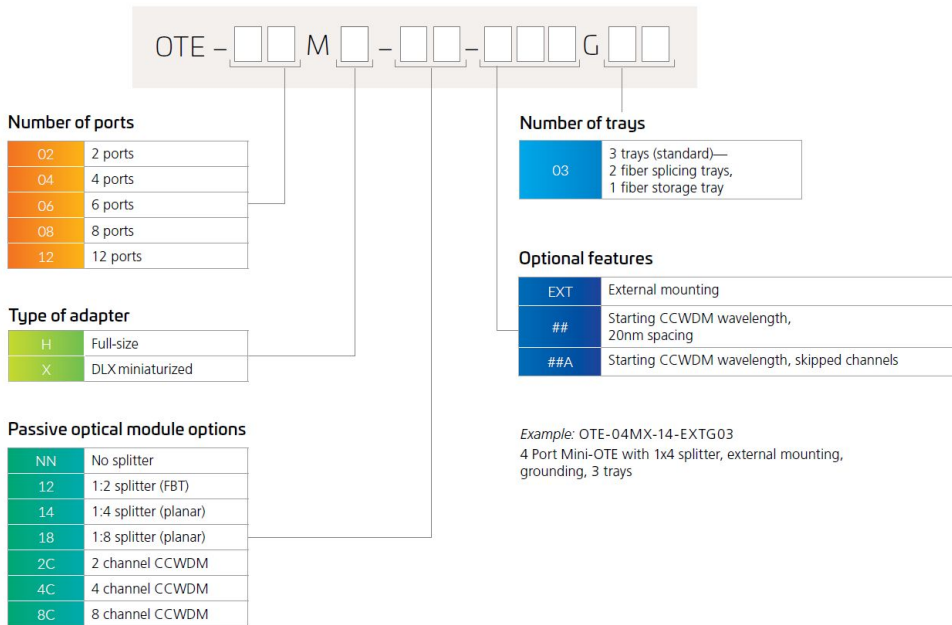 OTE – M – – G
Number of ports
02 2 ports
04 4 ports
06 6 ports
08 8 ports
12 12 ports
Type of adapter
H Full-size
X DLX miniaturized
Passive optical module options
NN No splitter
12 1:2 splitter (FBT)
14 1:4 splitter (planar)
18 1:8 splitter (planar)
2C 2 channel CCWDM
4C 4 channel CCWDM
8C 8 channel CCWDM
Number of trays
03
3 trays (standard)—
2 fiber splicing trays,
1 fiber storage tray
Optional features
EXT External mounting
##
Starting CCWDM wavelength,
20nm spacing
##A Starting CCWDM wavelength, skipped channels
Example: OTE-04MX-14-EXTG03
4 Port Mini-OTE with 1x4 splitter, external mounting,
grounding, 3 trays